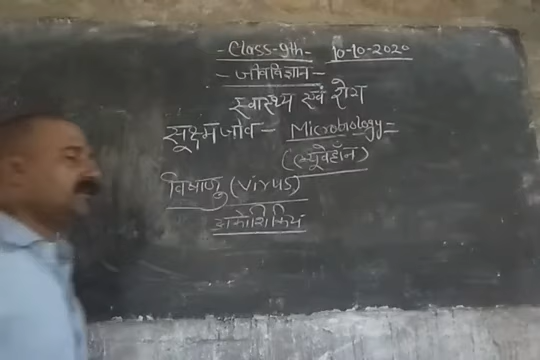 -Class-9th- 10-10-2020
- जीवविज्ञान -
स्वास्थ्य एवं रोग
सूक्ष्मजीव - Microbiology=
(ल्यूवेहॉन)
विषाणु (Virus)